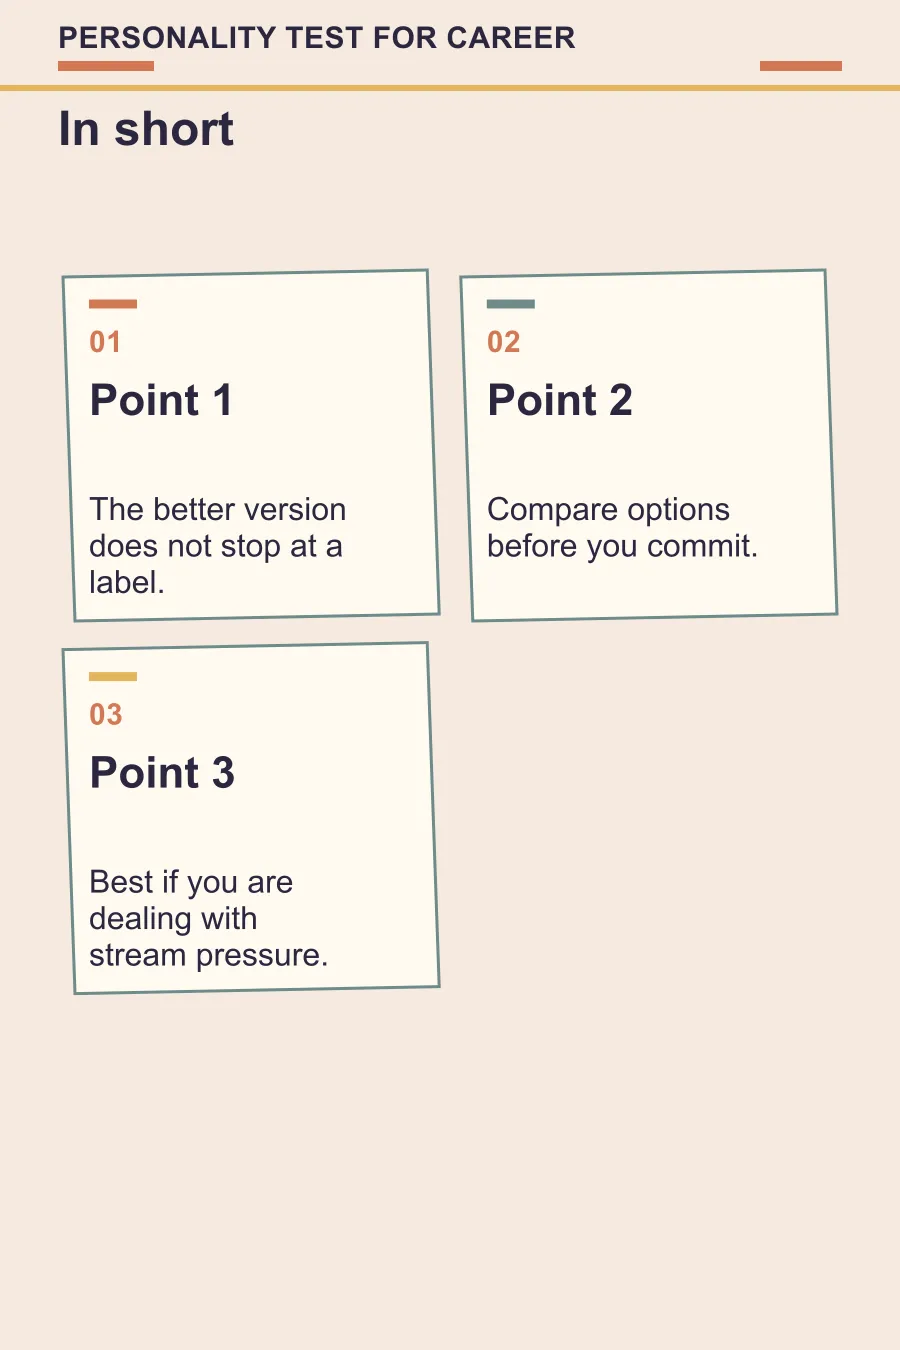 PERSONALITY TEST FOR CAREER
In short
01
Point 1
The better version
does not stop at a
label.
02
Point 2
Compare options
before you commit.
03
Point 3
Best if you are
dealing with
stream pressure.